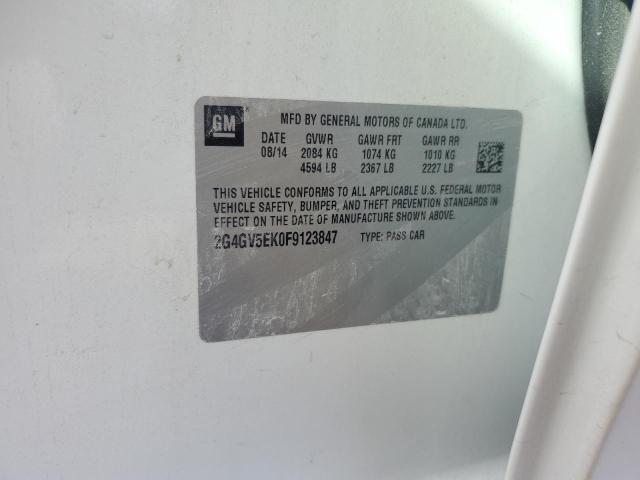 GM
MFD BY GENERAL MOTORS OF CANADA LTD.
DATE GVWR GAWR FRT GAWR RR
08/14 2084 KG 1074 KG 1010 KG
4594 LB 2367 LB 2227 LB
THIS VEHICLE CONFORMS TO ALL APPLICABLE U.S. FEDERAL MOTOR
VEHICLE SAFETY, BUMPER, AND THEFT PREVENTION STANDARDS IN
EFFECT ON THE DATE OF MANUFACTURE SHOWN ABOVE.
2G4GV5EK0F9123847 TYPE: PASS CAR